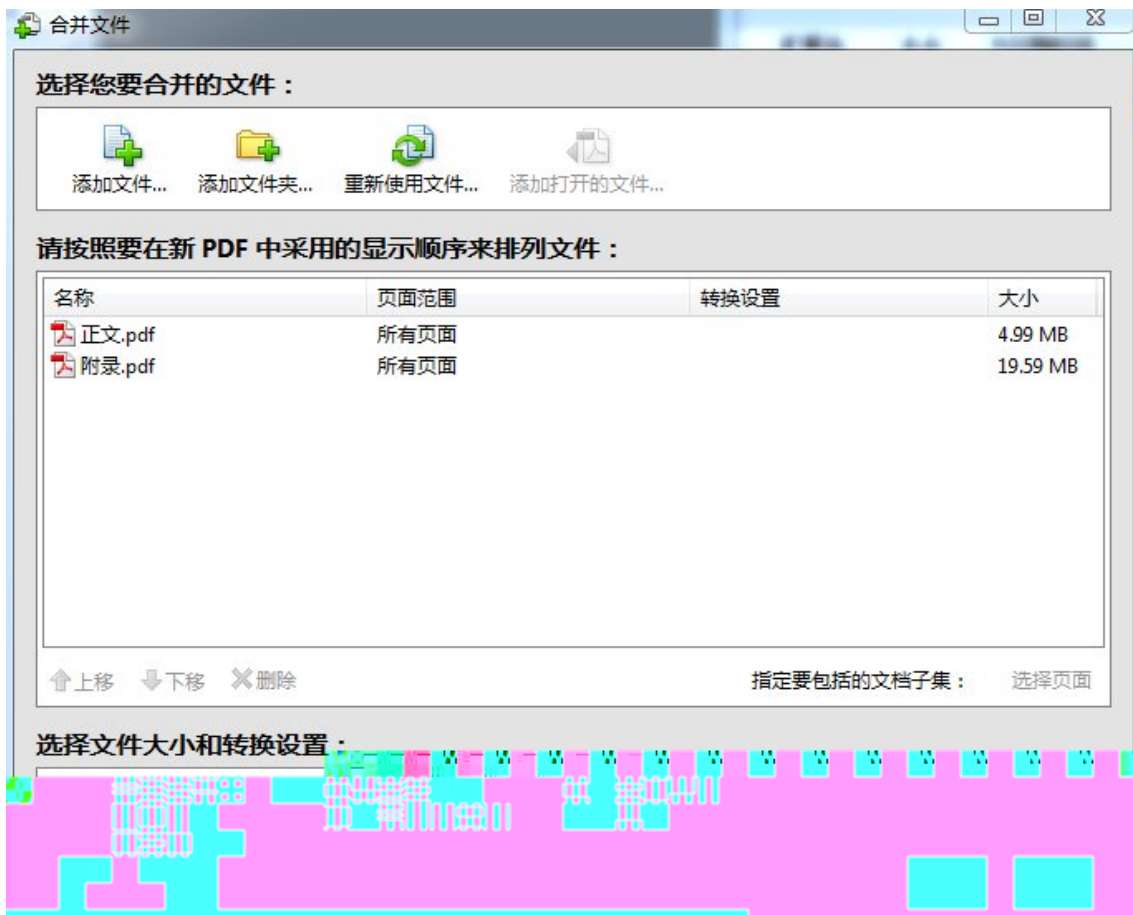 合并文件
选择您要合并的文件：
添加文件... 添加文件夹... 重新使用文件... 添加打开的文件...
请按照要在新 PDF 中采用的显示顺序来排列文件：
名称 页面范围 转换设置 大小
正文.pdf 所有页面 4.99 MB
附录.pdf 所有页面 19.59 MB
上移 下移 删除 指定要包括的文档子集： 选择页面
选择文件大小和转换设置：